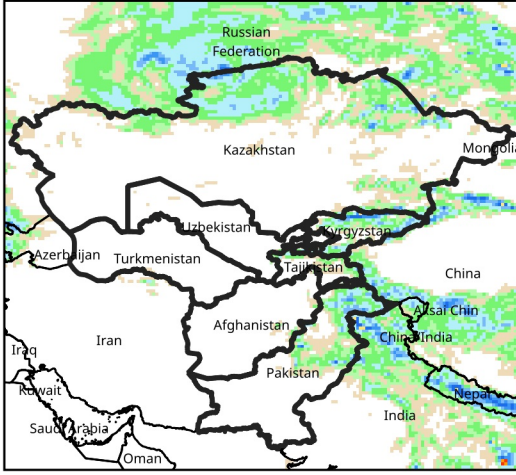 Russian
Federation
Kazakhstan
Mongolia
Uzbekistan
Kyrgyzstan
Azerbaijan
Turkmenistan
Tajikistan
China
Aksai Chin
Afghanistan
China/India
Iran
Iraq
Pakistan
Kuwait
Nepal
India
Saudi Arabia
Oman